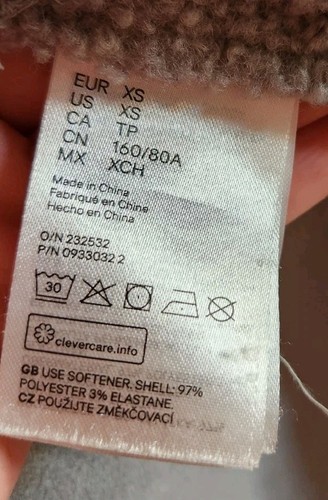 EUR XS
US XS
CA TP
CN 160/80A
MX XCH
Made in China
Fabriqué en Chine
Hecho en China
O/N 232532
P/N 0933032 2
30
clevercare.info
GB USE SOFTENER. SHELL: 97%
POLYESTER 3% ELASTANE.
CZ POUŽIJTE ZMĚKČOVACÍ